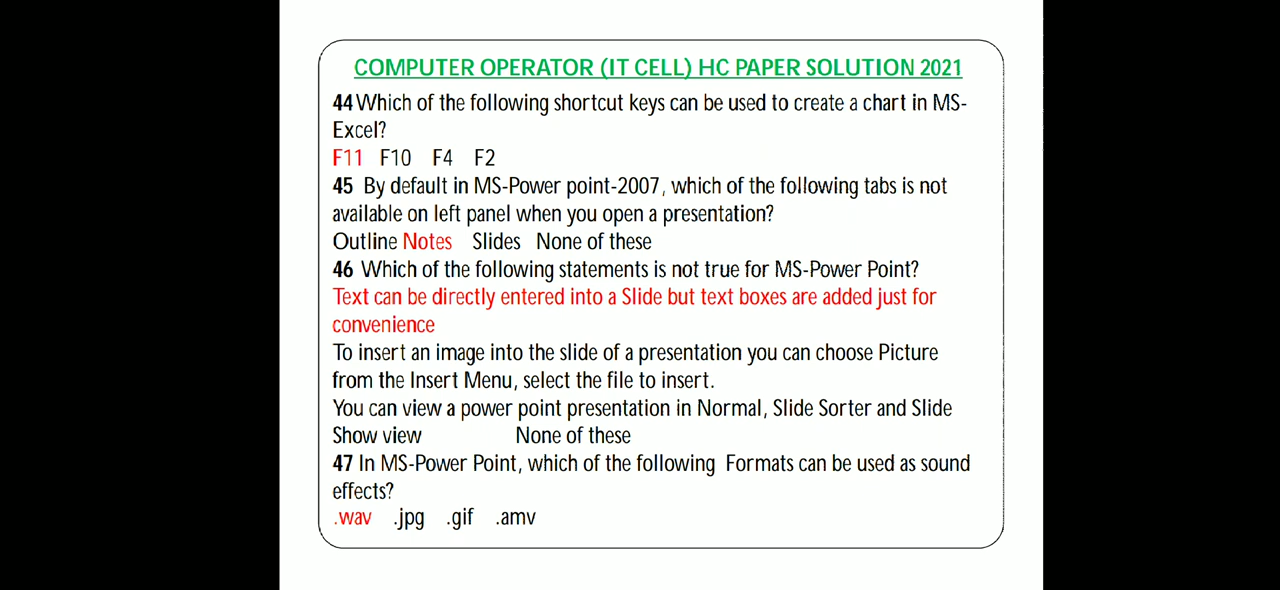 COMPUTER OPERATOR (IT CELL) HC PAPER SOLUTION 2021
44 Which of the following shortcut keys can be used to create a chart in MS-
Excel?
F11 F10 F4 F2
45 By default in MS-Power point-2007, which of the following tabs is not
available on left panel when you open a presentation?
Outline Notes Slides None of these
46 Which of the following statements is not true for MS-Power Point?
Text can be directly entered into a Slide but text boxes are added just for
convenience
To insert an image into the slide of a presentation you can choose Picture
from the Insert Menu, select the file to insert.
You can view a power point presentation in Normal, Slide Sorter and Slide
Show view None of these
47 In MS-Power Point, which of the following Formats can be used as sound
effects?
.wav .jpg .gif .amv